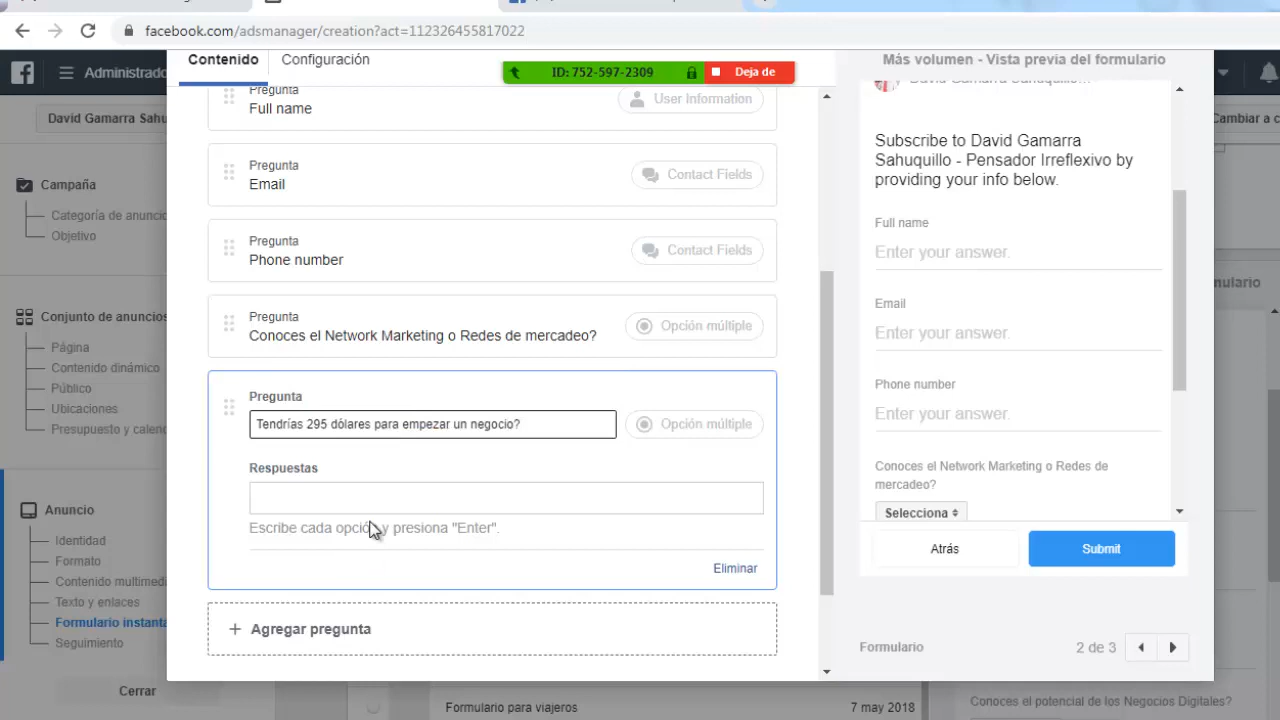 facebook.com/adsmanager/creation?act=112326455817022
Administrado
Contenido
Configuración
ID: 752-597-2309
Deja de
Más volumen - Vista previa del formulario
David Gamarra Sahu
Cambiar a c
Campaña
Categoría de anuncio
Objetivo
Conjunto de anuncios
Página
Contenido dinámico
Público
Ubicaciones
Presupuesto y calend
Anuncio
Identidad
Formato
Contenido multimed
Texto y enlaces
Formulario instanta
Seguimiento
Cerrar
Pregunta
Full name
User Information
Pregunta
Email
Contact Fields
Pregunta
Phone number
Contact Fields
Pregunta
Conoces el Network Marketing o Redes de mercadeo?
Opción múltiple
Pregunta
Tendrías 295 dólares para empezar un negocio?
Opción múltiple
Respuestas
Escribe cada opción y presiona "Enter".
Eliminar
+ Agregar pregunta
David Gamarra Sahuquillo...
Subscribe to David Gamarra
Sahuquillo - Pensador Irreflexivo by
providing your info below.
Full name
Enter your answer.
Email
Enter your answer.
Phone number
Enter your answer.
Conoces el Network Marketing o Redes de
mercadeo?
Selecciona
Atrás
Submit
Formulario
2 de 3
nulario
Formulario para viajeros
7 may 2018
Conoces el potencial de los Negocios Digitales?